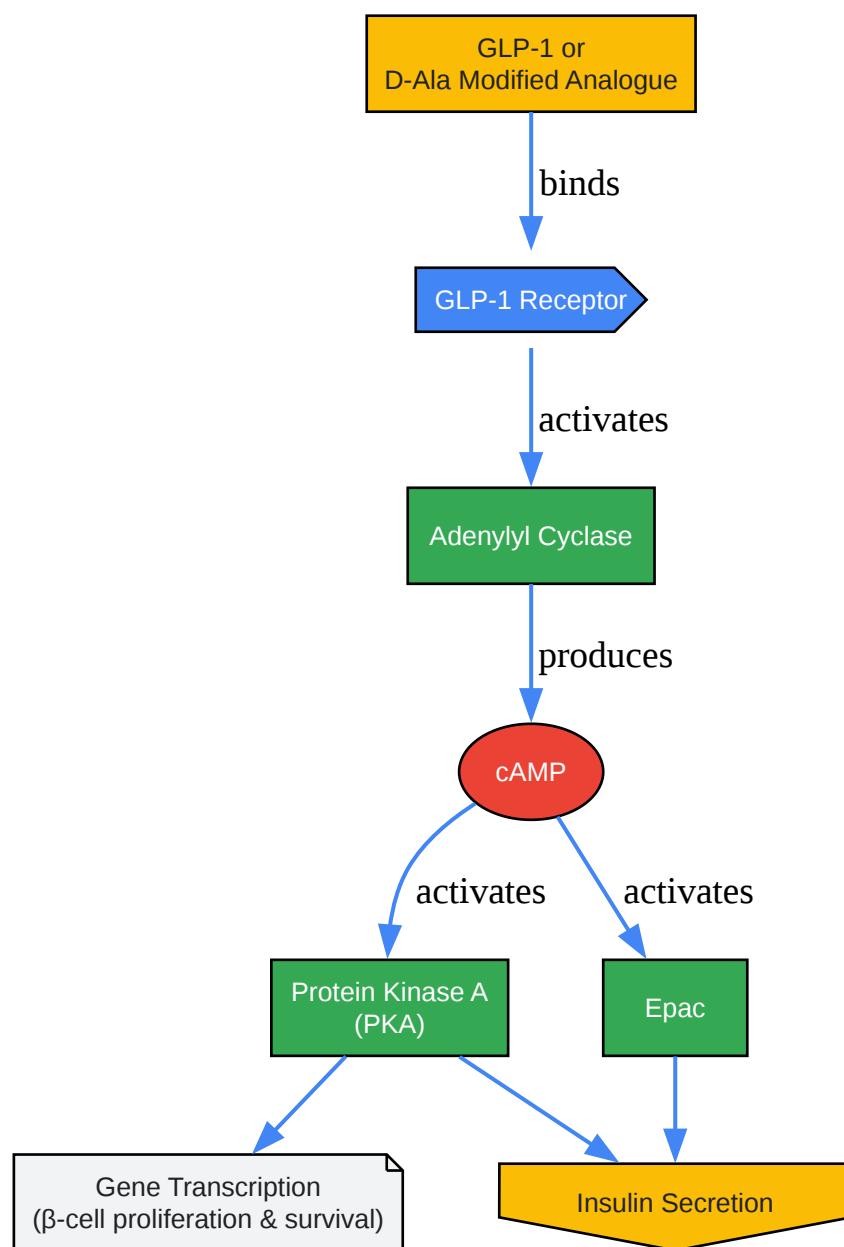 GLP-1 or
D-Ala Modified Analogue
binds
GLP-1 Receptor
activates
Adenylyl Cyclase
produces
cAMP
activates
activates
Protein Kinase A
(PKA)
Epac
Gene Transcription
(β-cell proliferation & survival)
Insulin Secretion